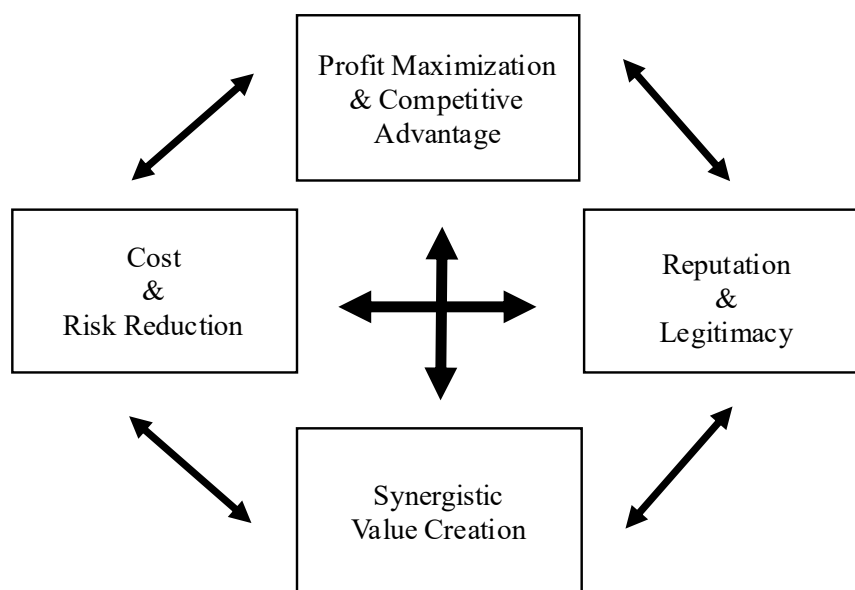 Profit Maximization
& Competitive
Advantage
Cost
&
Risk Reduction
Reputation
&
Legitimacy
Synergistic
Value Creation